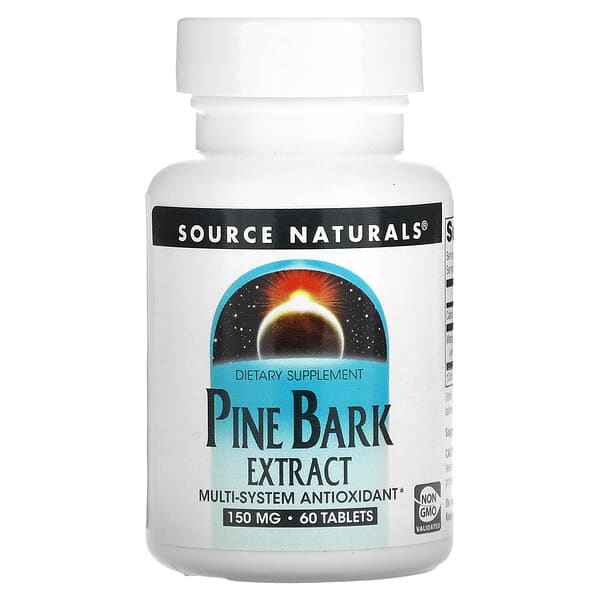 SOURCE NATURALS®
DIETARY SUPPLEMENT
PINE BARK
EXTRACT
MULTI-SYSTEM ANTIOXIDANT*
150 MG • 60 TABLETS
NON
GMO
VALIDATED